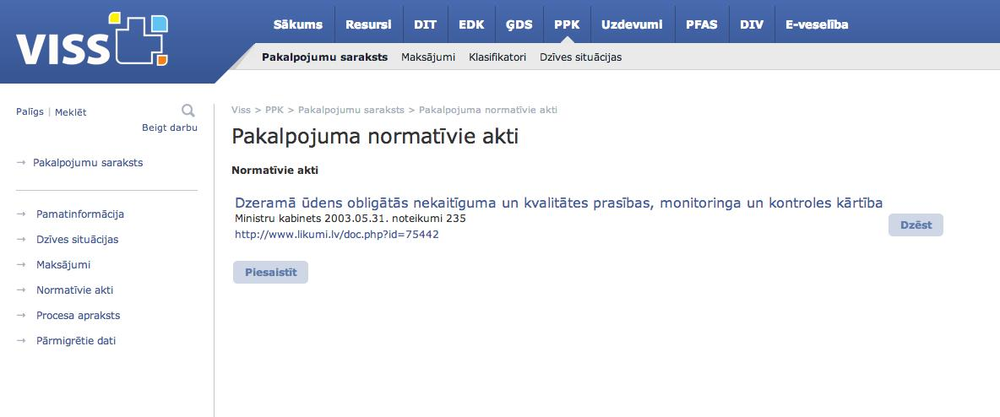 VISS
Sākums Resursi DIT EDK ĢDS PPK Uzdevumi PFAS DIV E-veselība
Pakalpojumu saraksts Maksājumi Klasifikatori Dzīves situācijas
Palīgs | Meklēt
Beigt darbu
→ Pakalpojumu saraksts
→ Pamatinformācija
→ Dzīves situācijas
→ Maksājumi
→ Normatīvie akti
→ Procesa apraksts
→ Pārmigrētie dati
Viss > PPK > Pakalpojumu saraksts > Pakalpojuma normatīvie akti
Pakalpojuma normatīvie akti
Normatīvie akti
Dzeramā ūdens obligātās nekaitīguma un kvalitātes prasības, monitoringa un kontroles kārtība
Ministru kabinets 2003.05.31. noteikumi 235
http://www.likumi.lv/doc.php?id=75442
Dzēst
Piesaistīt